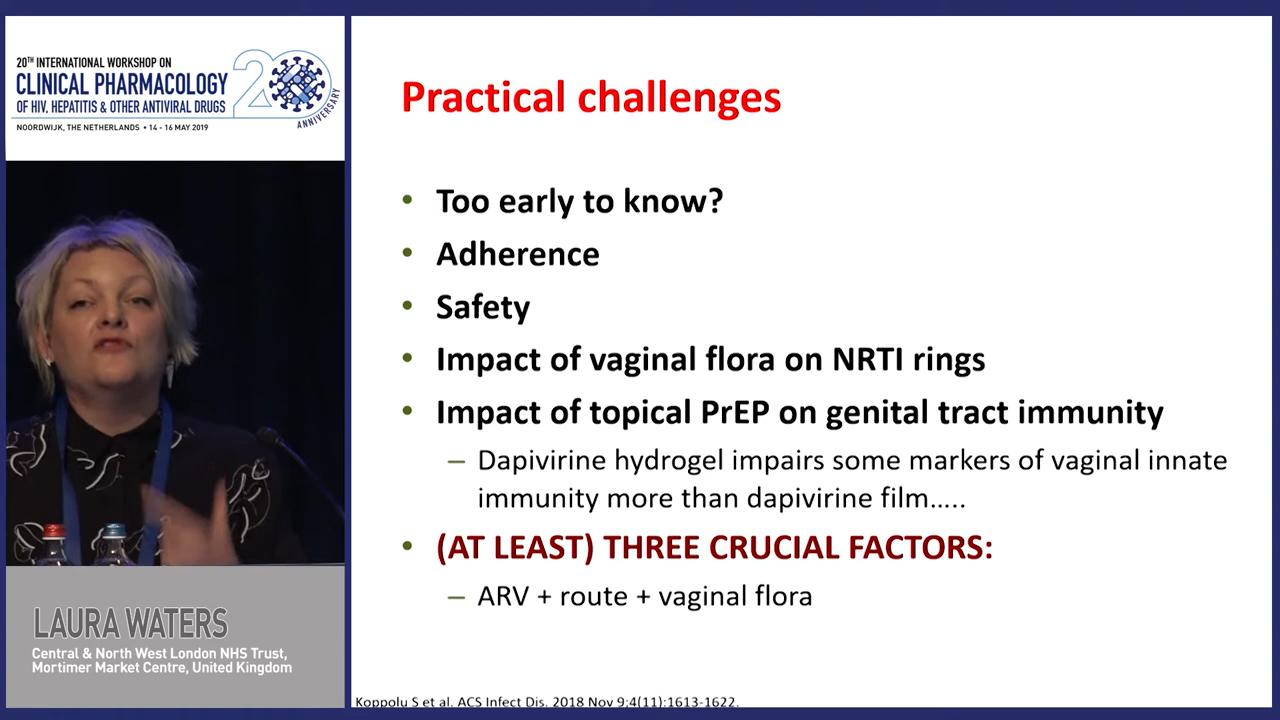 20TH INTERNATIONAL WORKSHOP ON
CLINICAL PHARMACOLOGY
OF HIV, HEPATITIS & OTHER ANTIVIRAL DRUGS
NOORDWIJK, THE NETHERLANDS • 14 - 16 MAY 2019
20
ANNIVERSARY
LAURA WATERS
Central & North West London NHS Trust,
Mortimer Market Centre, United Kingdom
Practical challenges
• Too early to know?
• Adherence
• Safety
• Impact of vaginal flora on NRTI rings
• Impact of topical PrEP on genital tract immunity
– Dapivirine hydrogel impairs some markers of vaginal innate
immunity more than dapivirine film…..
• (AT LEAST) THREE CRUCIAL FACTORS:
– ARV + route + vaginal flora
Koppolu S et al. ACS Infect Dis. 2018 Nov 9;4(11):1613-1622.